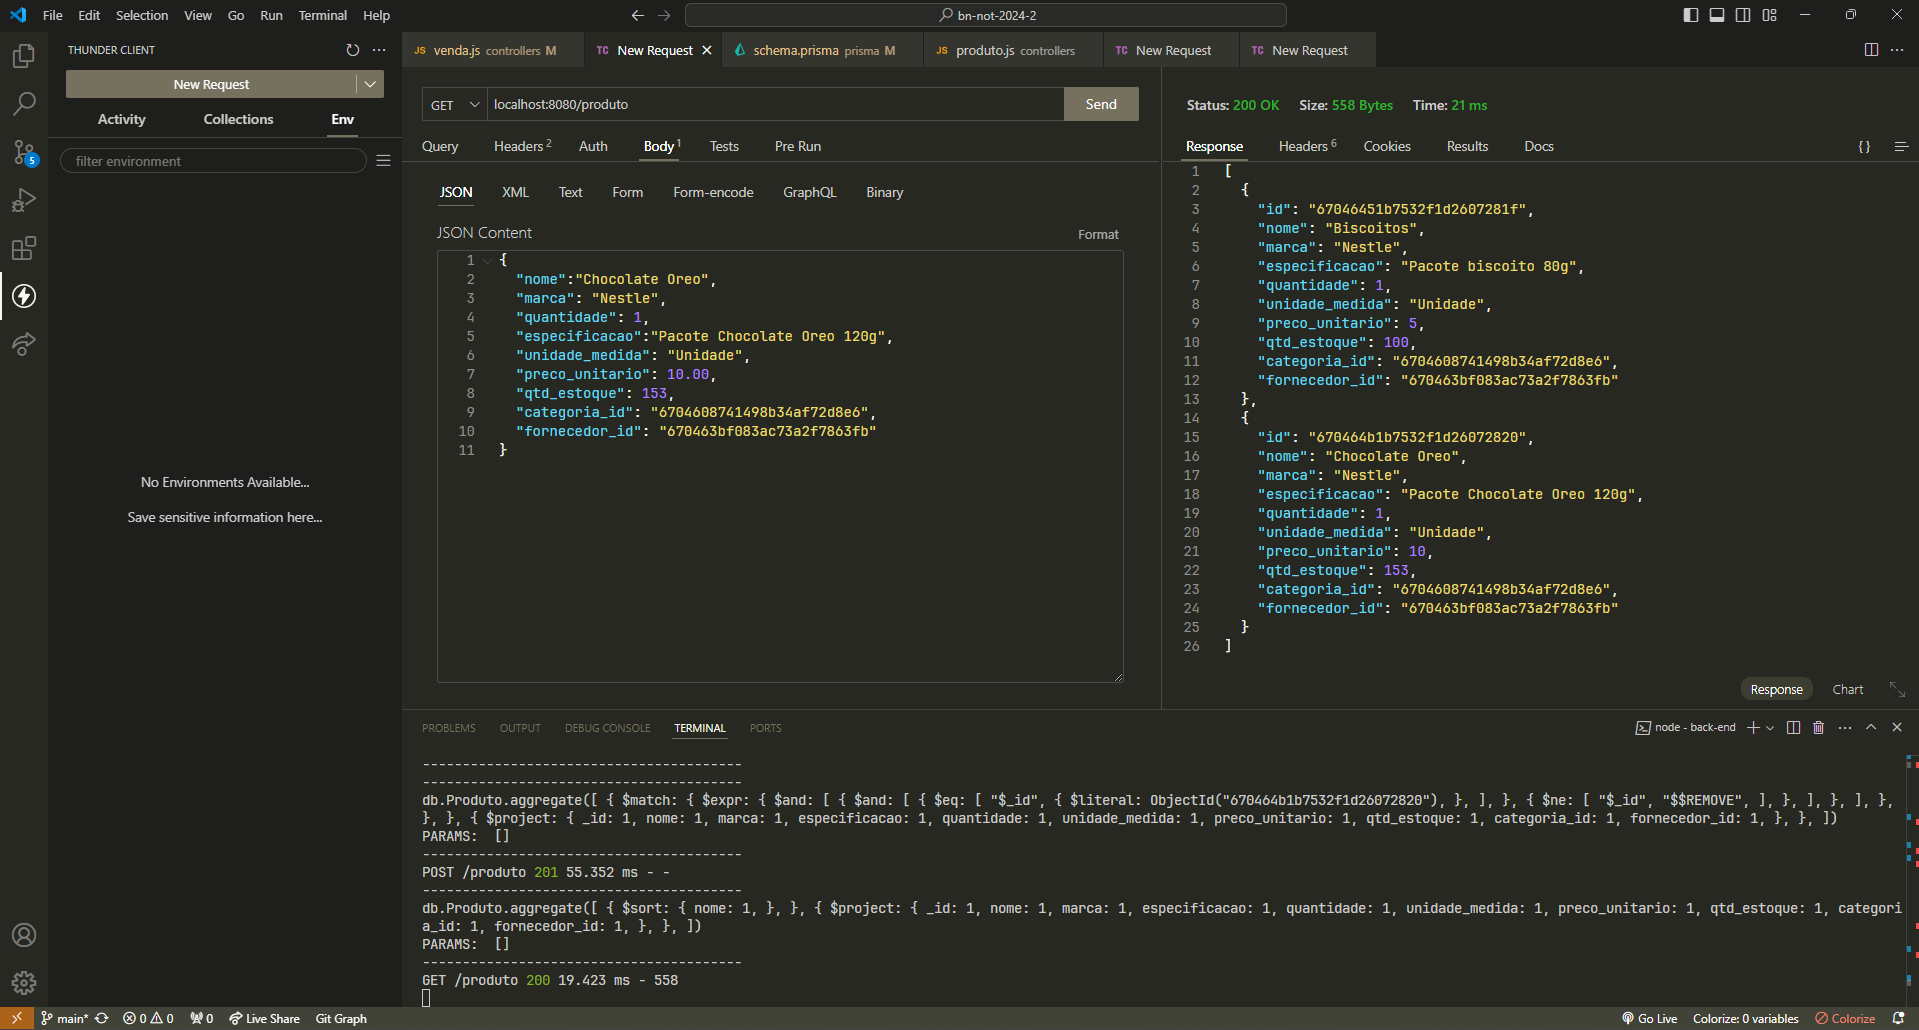 File Edit Selection View Go Run Terminal Help
bn-not-2024-2
THUNDER CLIENT
New Request
Activity Collections Env
filter environment
No Environments Available...
Save sensitive information here...
5
JS venda.js controllers M
TC New Request
schema.prisma prisma M
JS produto.js controllers
TC New Request
TC New Request
GET localhost:8080/produto Send
Query Headers 2 Auth Body 1 Tests Pre Run
JSON XML Text Form Form-encode GraphQL Binary
JSON Content Format
1 {
2 "nome":"Chocolate Oreo",
3 "marca": "Nestle",
4 "quantidade": 1,
5 "especificacao":"Pacote Chocolate Oreo 120g",
6 "unidade_medida": "Unidade",
7 "preco_unitario": 10.00,
8 "qtd_estoque": 153,
9 "categoria_id": "6704608741498b34af72d8e6",
10 "fornecedor_id": "670463bf083ac73a2f7863fb"
11 }
Status: 200 OK Size: 558 Bytes Time: 21 ms
Response Headers 6 Cookies Results Docs { }
1 [
2 {
3 "id": "67046451b7532f1d2607281f",
4 "nome": "Biscoitos",
5 "marca": "Nestle",
6 "especificacao": "Pacote biscoito 80g",
7 "quantidade": 1,
8 "unidade_medida": "Unidade",
9 "preco_unitario": 5,
10 "qtd_estoque": 100,
11 "categoria_id": "6704608741498b34af72d8e6",
12 "fornecedor_id": "670463bf083ac73a2f7863fb"
13 },
14 {
15 "id": "670464b1b7532f1d26072820",
16 "nome": "Chocolate Oreo",
17 "marca": "Nestle",
18 "especificacao": "Pacote Chocolate Oreo 120g",
19 "quantidade": 1,
20 "unidade_medida": "Unidade",
21 "preco_unitario": 10,
22 "qtd_estoque": 153,
23 "categoria_id": "6704608741498b34af72d8e6",
24 "fornecedor_id": "670463bf083ac73a2f7863fb"
25 }
26 ]
Response Chart
PROBLEMS OUTPUT DEBUG CONSOLE TERMINAL PORTS
node - back-end
----------------------------------------
----------------------------------------
db.Produto.aggregate([ { $match: { $expr: { $and: [ { $and: [ { $eq: [ "$_id", { $literal: ObjectId("670464b1b7532f1d26072820"), }, ], }, { $ne: [ "$_id", "$$REMOVE", ], }, ], }, ], },
}, }, { $project: { _id: 1, nome: 1, marca: 1, especificacao: 1, quantidade: 1, unidade_medida: 1, preco_unitario: 1, qtd_estoque: 1, categoria_id: 1, fornecedor_id: 1, }, }, ])
PARAMS: []
----------------------------------------
POST /produto 201 55.352 ms - -
----------------------------------------
db.Produto.aggregate([ { $sort: { nome: 1, }, }, { $project: { _id: 1, nome: 1, marca: 1, especificacao: 1, quantidade: 1, unidade_medida: 1, preco_unitario: 1, qtd_estoque: 1, categori
a_id: 1, fornecedor_id: 1, }, }, ])
PARAMS: []
----------------------------------------
GET /produto 200 19.423 ms - 558
main* 0 0 0 Live Share Git Graph
Go Live Colorize: 0 variables Colorize